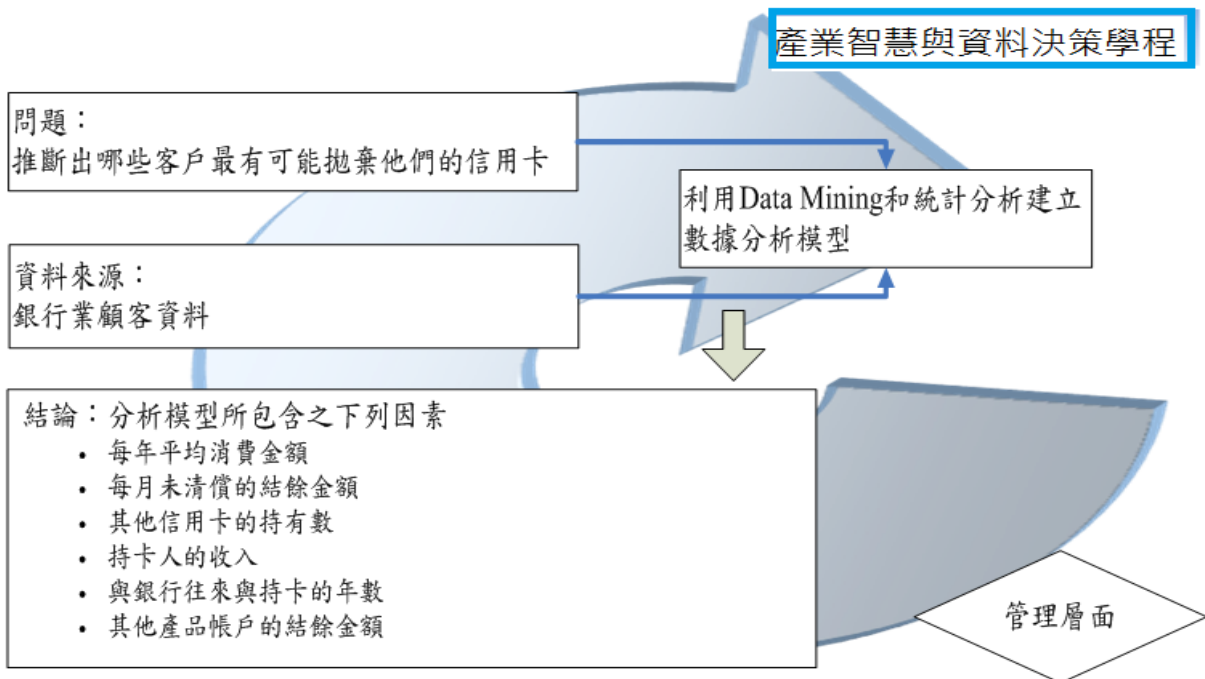 產業智慧與資料決策學程
問題：
推斷出哪些客戶最有可能拋棄他們的信用卡
利用Data Mining和統計分析建立
數據分析模型
資料來源：
銀行業顧客資料
結論：分析模型所包含之下列因素
• 每年平均消費金額
• 每月未清償的結餘金額
• 其他信用卡的持有數
• 持卡人的收入
• 與銀行往來與持卡的年數
• 其他產品帳戶的結餘金額
管理層面